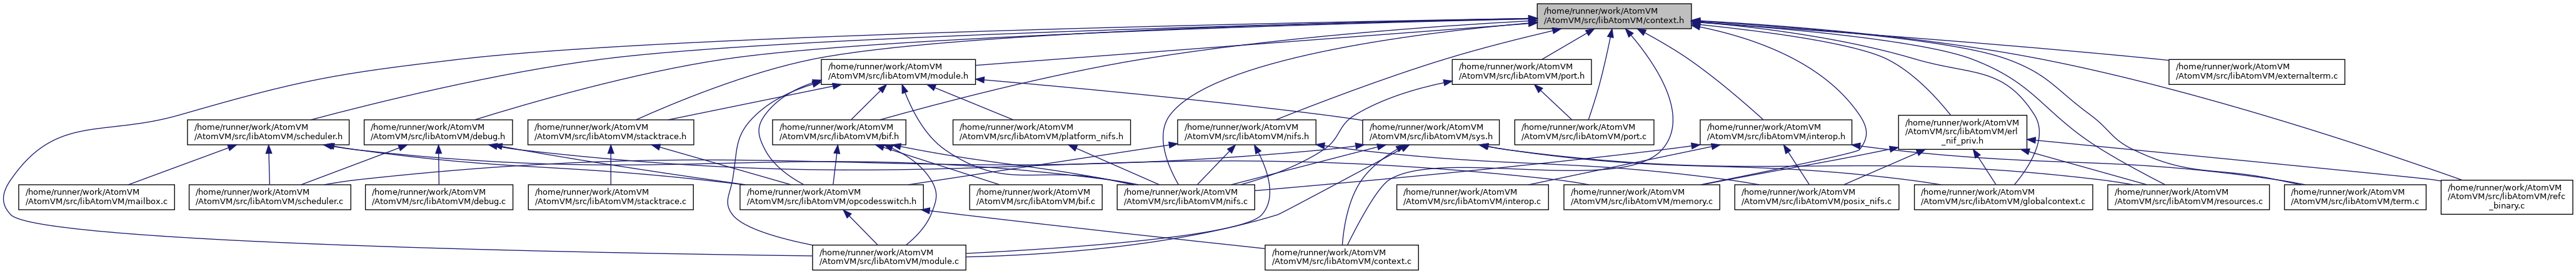 /home/runner/work/AtomVM
/AtomVM/src/libAtomVM/context.h
/home/runner/work/AtomVM
/AtomVM/src/libAtomVM/module.h
/home/runner/work/AtomVM
/AtomVM/src/libAtomVM/port.h
/home/runner/work/AtomVM
/AtomVM/src/libAtomVM/externalterm.c
/home/runner/work/AtomVM
/AtomVM/src/libAtomVM/scheduler.h
/home/runner/work/AtomVM
/AtomVM/src/libAtomVM/debug.h
/home/runner/work/AtomVM
/AtomVM/src/libAtomVM/stacktrace.h
/home/runner/work/AtomVM
/AtomVM/src/libAtomVM/bif.h
/home/runner/work/AtomVM
/AtomVM/src/libAtomVM/platform_nifs.h
/home/runner/work/AtomVM
/AtomVM/src/libAtomVM/nifs.h
/home/runner/work/AtomVM
/AtomVM/src/libAtomVM/sys.h
/home/runner/work/AtomVM
/AtomVM/src/libAtomVM/port.c
/home/runner/work/AtomVM
/AtomVM/src/libAtomVM/interop.h
/home/runner/work/AtomVM
/AtomVM/src/libAtomVM/erl
_nif_priv.h
/home/runner/work/AtomVM
/AtomVM/src/libAtomVM/mailbox.c
/home/runner/work/AtomVM
/AtomVM/src/libAtomVM/scheduler.c
/home/runner/work/AtomVM
/AtomVM/src/libAtomVM/debug.c
/home/runner/work/AtomVM
/AtomVM/src/libAtomVM/stacktrace.c
/home/runner/work/AtomVM
/AtomVM/src/libAtomVM/opcodesswitch.h
/home/runner/work/AtomVM
/AtomVM/src/libAtomVM/bif.c
/home/runner/work/AtomVM
/AtomVM/src/libAtomVM/nifs.c
/home/runner/work/AtomVM
/AtomVM/src/libAtomVM/interop.c
/home/runner/work/AtomVM
/AtomVM/src/libAtomVM/memory.c
/home/runner/work/AtomVM
/AtomVM/src/libAtomVM/posix_nifs.c
/home/runner/work/AtomVM
/AtomVM/src/libAtomVM/globalcontext.c
/home/runner/work/AtomVM
/AtomVM/src/libAtomVM/resources.c
/home/runner/work/AtomVM
/AtomVM/src/libAtomVM/term.c
/home/runner/work/AtomVM
/AtomVM/src/libAtomVM/refc
_binary.c
/home/runner/work/AtomVM
/AtomVM/src/libAtomVM/module.c
/home/runner/work/AtomVM
/AtomVM/src/libAtomVM/context.c